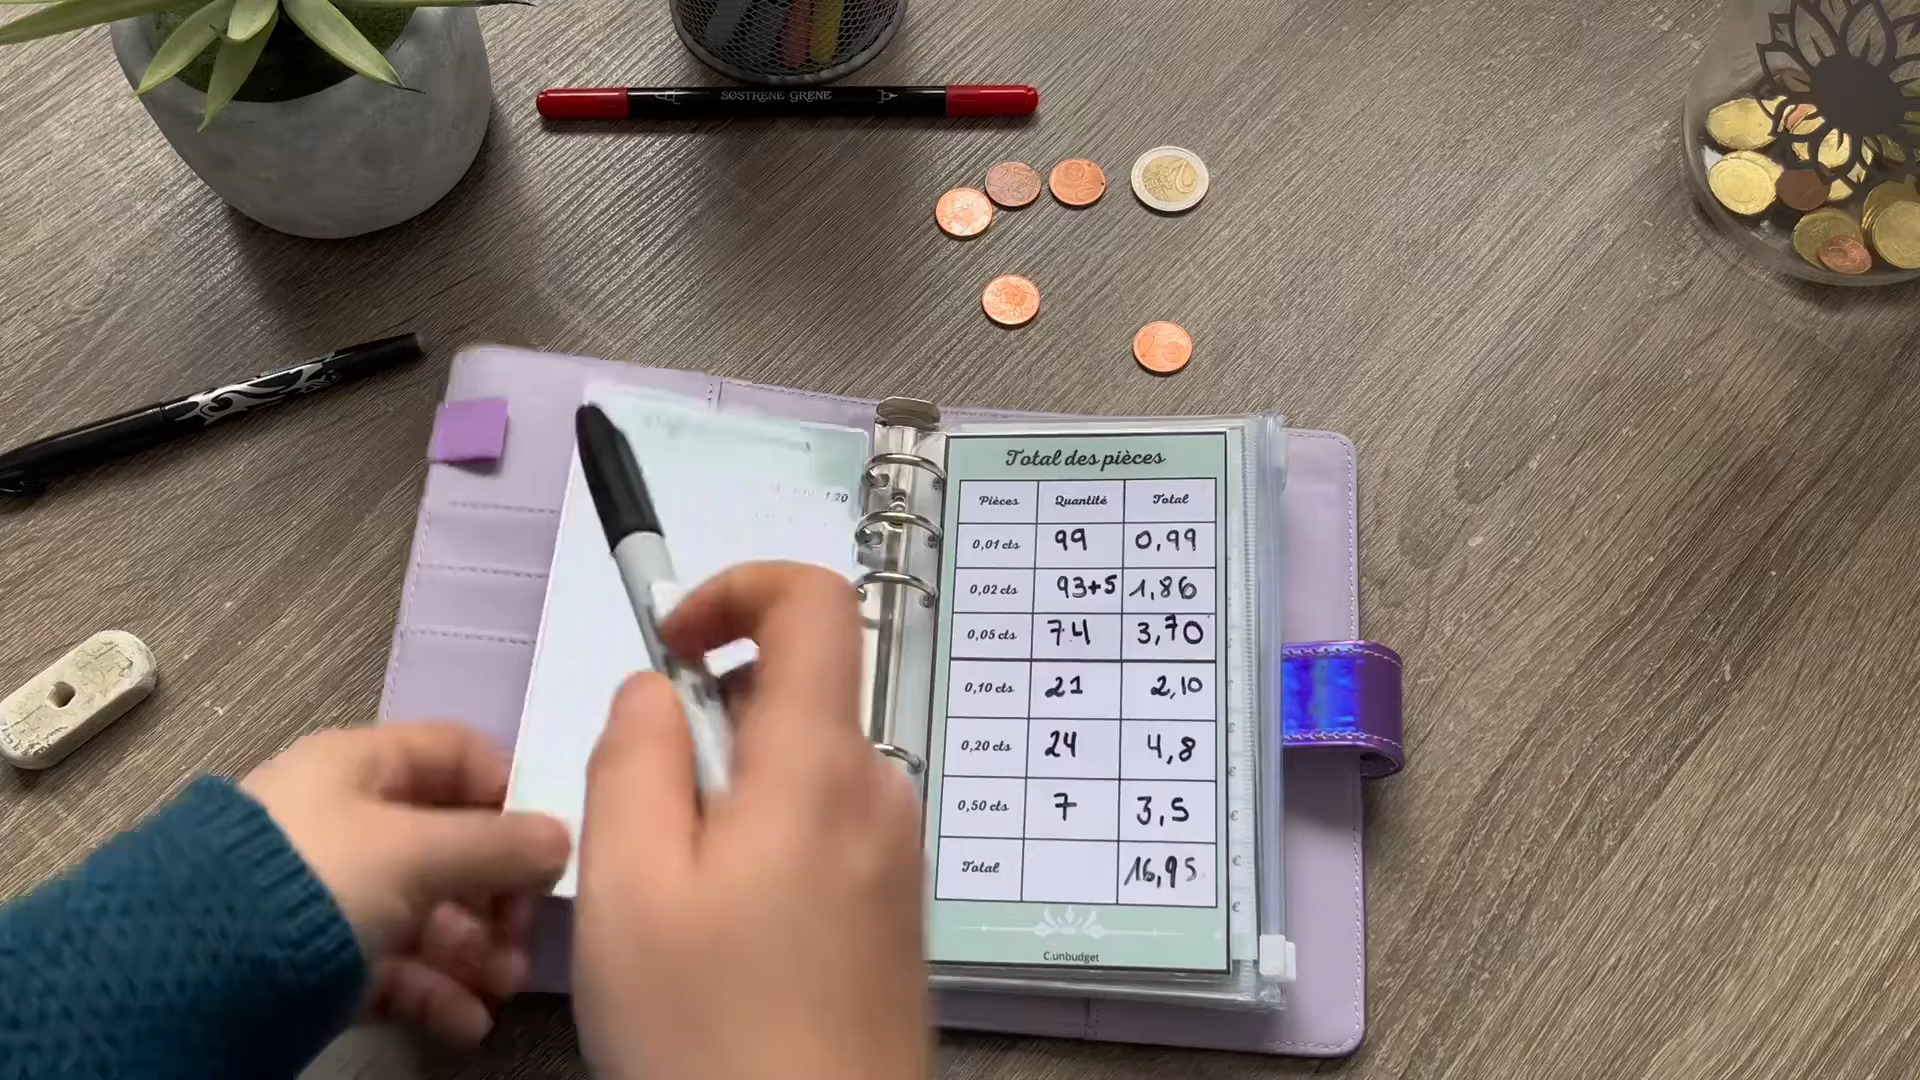 SØSTRENE GRENE
Total des pièces
Pièces Quantité Total
0,01 cts 99 0,99
0,02 cts 93+5 1,86
0,05 cts 74 3,70
0,10 cts 21 2,10
0,20 cts 24 4,8
0,50 cts 7 3,5
Total 16,95
C.unbudget